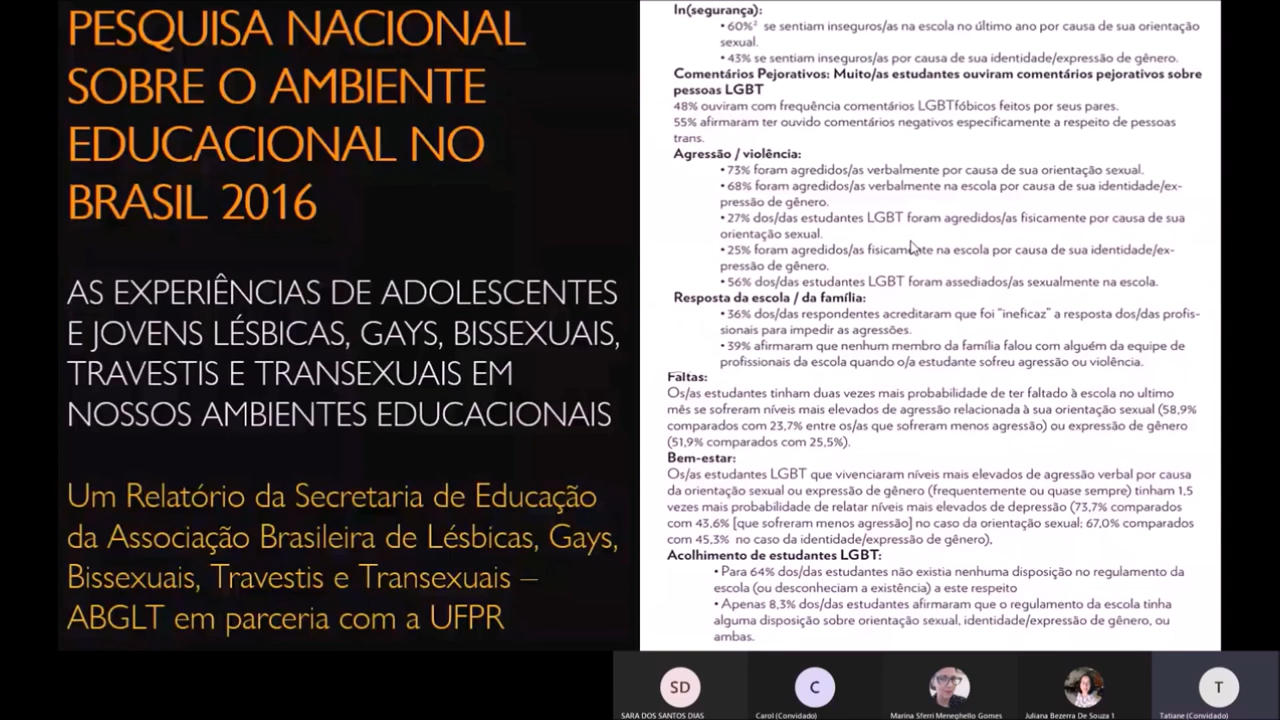 PESQUISA NACIONAL
SOBRE O AMBIENTE
EDUCACIONAL NO
BRASIL 2016
AS EXPERIÊNCIAS DE ADOLESCENTES
E JOVENS LÉSBICAS, GAYS, BISSEXUAIS,
TRAVESTIS E TRANSEXUAIS EM
NOSSOS AMBIENTES EDUCACIONAIS
Um Relatório da Secretaria de Educação
da Associação Brasileira de Lésbicas, Gays,
Bissexuais, Travestis e Transexuais –
ABGLT em parceria com a UFPR
In(segurança):
• 60%² se sentiam inseguros/as na escola no último ano por causa de sua orientação
sexual.
• 43% se sentiam inseguros/as por causa de sua identidade/expressão de gênero.
Comentários Pejorativos: Muito/as estudantes ouviram comentários pejorativos sobre
pessoas LGBT
48% ouviram com frequência comentários LGBTfóbicos feitos por seus pares.
55% afirmaram ter ouvido comentários negativos especificamente a respeito de pessoas
trans.
Agressão / violência:
• 73% foram agredidos/as verbalmente por causa de sua orientação sexual.
• 68% foram agredidos/as verbalmente na escola por causa de sua identidade/ex-
pressão de gênero.
• 27% dos/das estudantes LGBT foram agredidos/as fisicamente por causa de sua
orientação sexual.
• 25% foram agredidos/as fisicamente na escola por causa de sua identidade/ex-
pressão de gênero.
• 56% dos/das estudantes LGBT foram assediados/as sexualmente na escola.
Resposta da escola / da família:
• 36% dos/das respondentes acreditaram que foi "ineficaz" a resposta dos/das profis-
sionais para impedir as agressões.
• 39% afirmaram que nenhum membro da família falou com alguém da equipe de
profissionais da escola quando o/a estudante sofreu agressão ou violência.
Faltas:
Os/as estudantes tinham duas vezes mais probabilidade de ter faltado à escola no ultimo
mês se sofreram níveis mais elevados de agressão relacionada à sua orientação sexual (58,9%
comparados com 23,7% entre os/as que sofreram menos agressão) ou expressão de gênero
(51,9% comparados com 25,5%).
Bem-estar:
Os/as estudantes LGBT que vivenciaram níveis mais elevados de agressão verbal por causa
da orientação sexual ou expressão de gênero (frequentemente ou quase sempre) tinham 1,5
vezes mais probabilidade de relatar níveis mais elevados de depressão (73,7% comparados
com 43,6% [que sofreram menos agressão] no caso da orientação sexual; 67,0% comparados
com 45,3% no caso da identidade/expressão de gênero),
Acolhimento de estudantes LGBT:
• Para 64% dos/das estudantes não existia nenhuma disposição no regulamento da
escola (ou desconheciam a existência) a este respeito
• Apenas 8,3% dos/das estudantes afirmaram que o regulamento da escola tinha
alguma disposição sobre orientação sexual, identidade/expressão de gênero, ou
ambas.
SD
C
T
SARA DOS SANTOS DIAS
Carol (Convidado)
Marina Sferri Meneghello Gomes
Juliana Bezerra De Souza 1
Tatiane (Convidado)